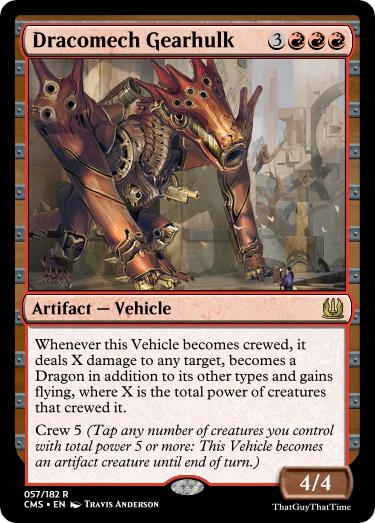 Dracomech Gearhulk 3
Artifact — Vehicle
Whenever this Vehicle becomes crewed, it
deals X damage to any target, becomes a
Dragon in addition to its other types and gains
flying, where X is the total power of creatures
that crewed it.
Crew 5 (Tap any number of creatures you
control with total power 5 or more: This Vehicle
becomes an artifact creature until end of turn.)
4/4
057/182 R
CMS • EN Travis Anderson
ThatGuyThatTime